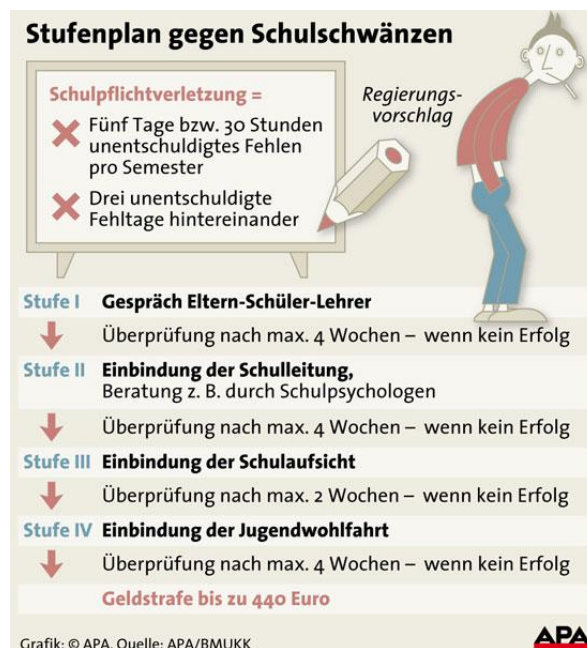 Stufenplan gegen Schulschwänzen
Schulpflichtverletzung =
Fünf Tage bzw. 30 Stunden
unentschuldigtes Fehlen
pro Semester
Drei unentschuldigte
Fehltage hintereinander
Regierungs-
vorschlag
Stufe I Gespräch Eltern-Schüler-Lehrer
Überprüfung nach max. 4 Wochen – wenn kein Erfolg
Stufe II Einbindung der Schulleitung,
Beratung z. B. durch Schulpsychologen
Überprüfung nach max. 4 Wochen – wenn kein Erfolg
Stufe III Einbindung der Schulaufsicht
Überprüfung nach max. 2 Wochen – wenn kein Erfolg
Stufe IV Einbindung der Jugendwohlfahrt
Überprüfung nach max. 4 Wochen – wenn kein Erfolg
Geldstrafe bis zu 440 Euro
Grafik: © APA, Quelle: APA/BMUKK
APA